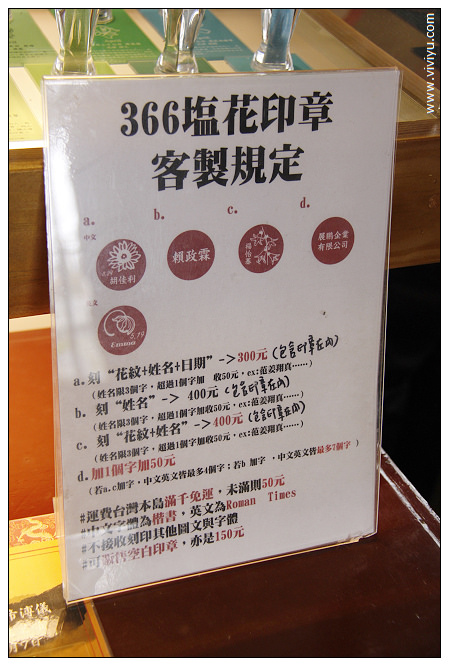 www.viviyu.com
366塩花印章
客製規定
a.
b.
c.
d.
中文
賴政霖
楊怡嘉
展鵬企業
有限公司
英文
Emma
5.19
a.刻“花紋+姓名+日期”->300元(包含印章在內)
(姓名限3個字,超過1個字加 收50元,ex:范姜翔真……)
b. 刻“姓名”-> 400元(包含印章在內)
(姓名限3個字,超過1個字加收50元,ex:范姜翔真……)
c. 刻“花紋+姓名”->400元(包含印章在內)
(姓名限3個字,超過1個字加收50元,ex:范姜翔真……)
d.加1個字加50元
(若a.c加字,中文英文皆最多4個字;若b 加字 ,中英文皆最多7個字 )
#運費台灣本島滿千免運,未滿則50元
#中文字體為楷書,英文為Roman Times
#不接收刻印其他圖文與字體
#可販售空白印章,亦是150元